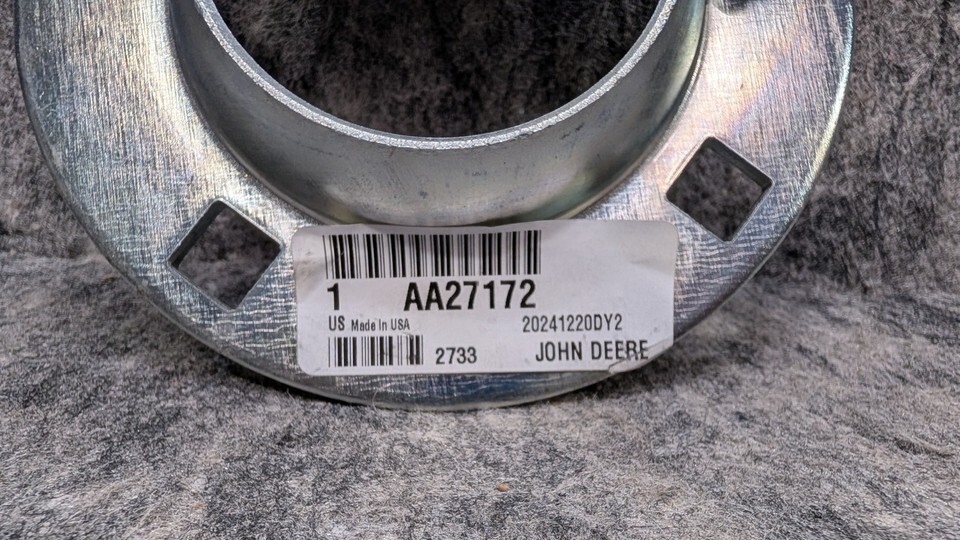 1 AA27172
US Made In USA 20241220DY2
2733 JOHN DEERE